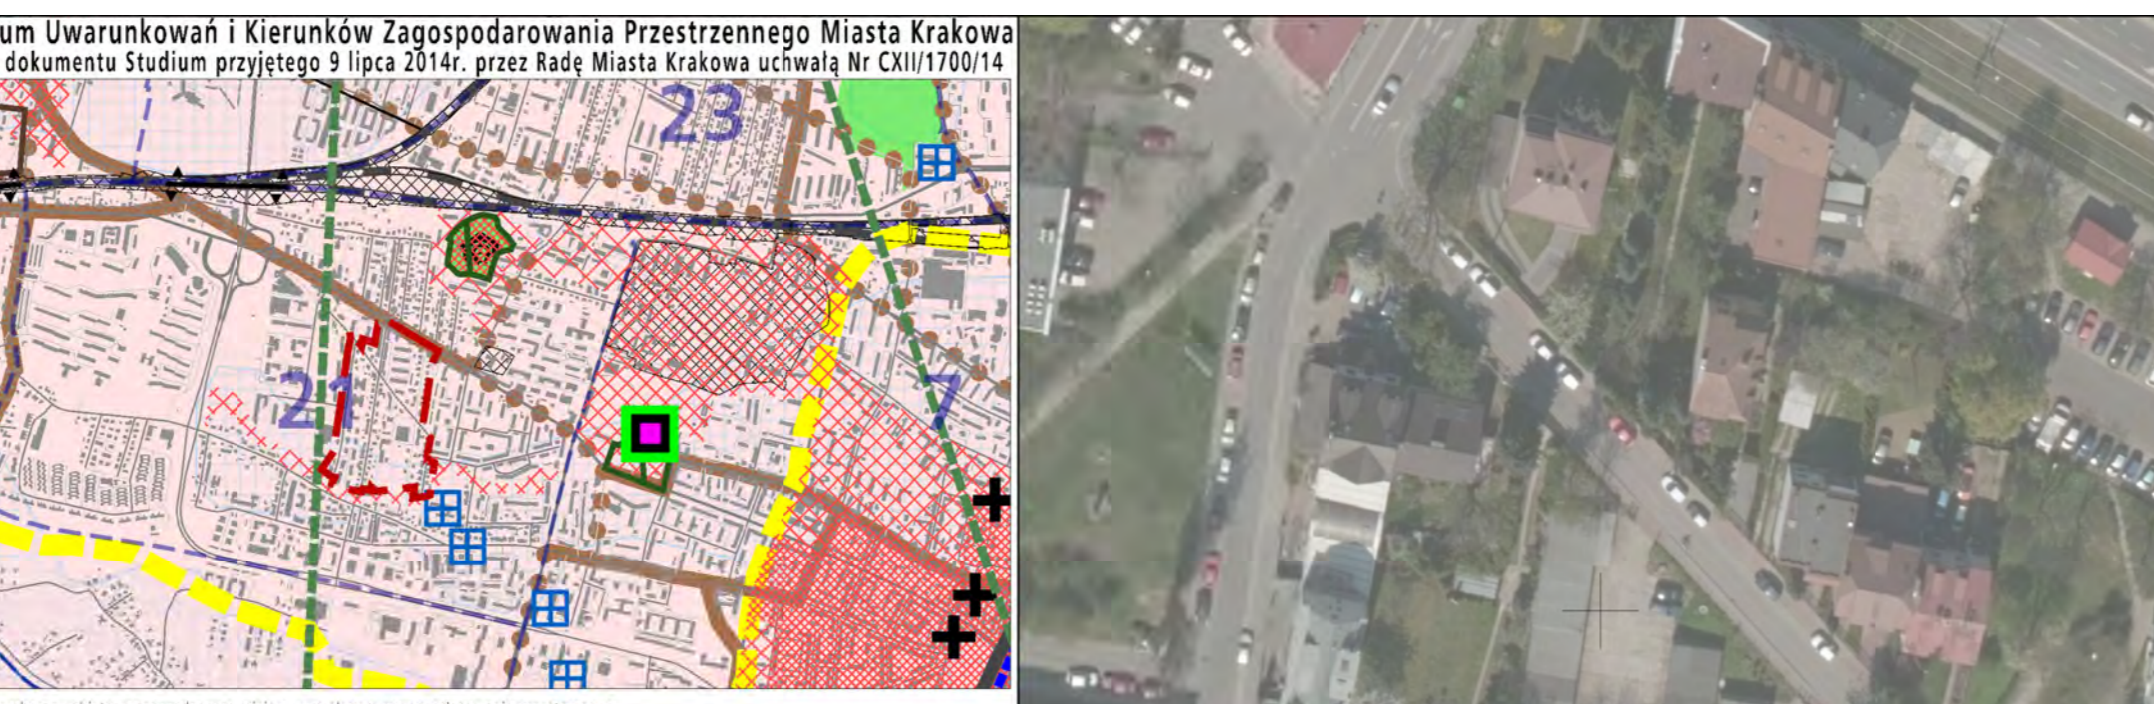 um Uwarunkowań i Kierunków Zagospodarowania Przestrzennego Miasta Krakowa
dokumentu Studium przyjętego 9 lipca 2014r. przez Radę Miasta Krakowa uchwałą Nr CXII/1700/14
23
21
7